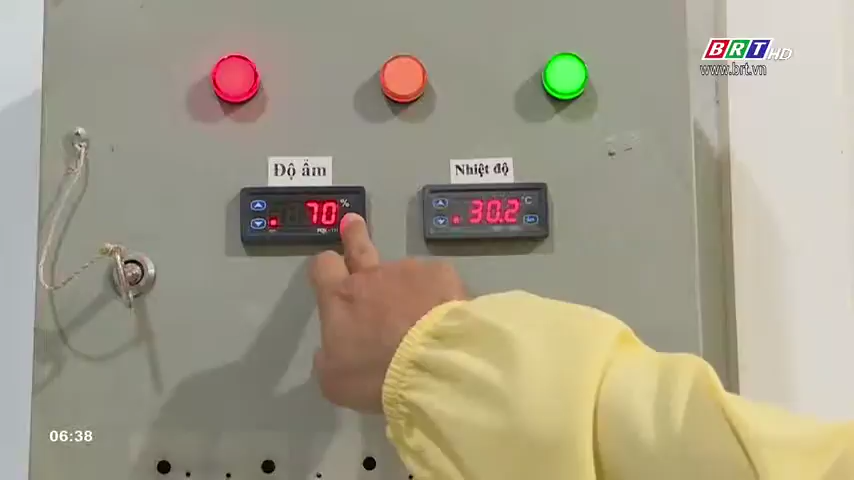 BRT HD
www.brt.vn
Độ ẩm
Nhiệt độ
70 %
30.2 °C
06:38